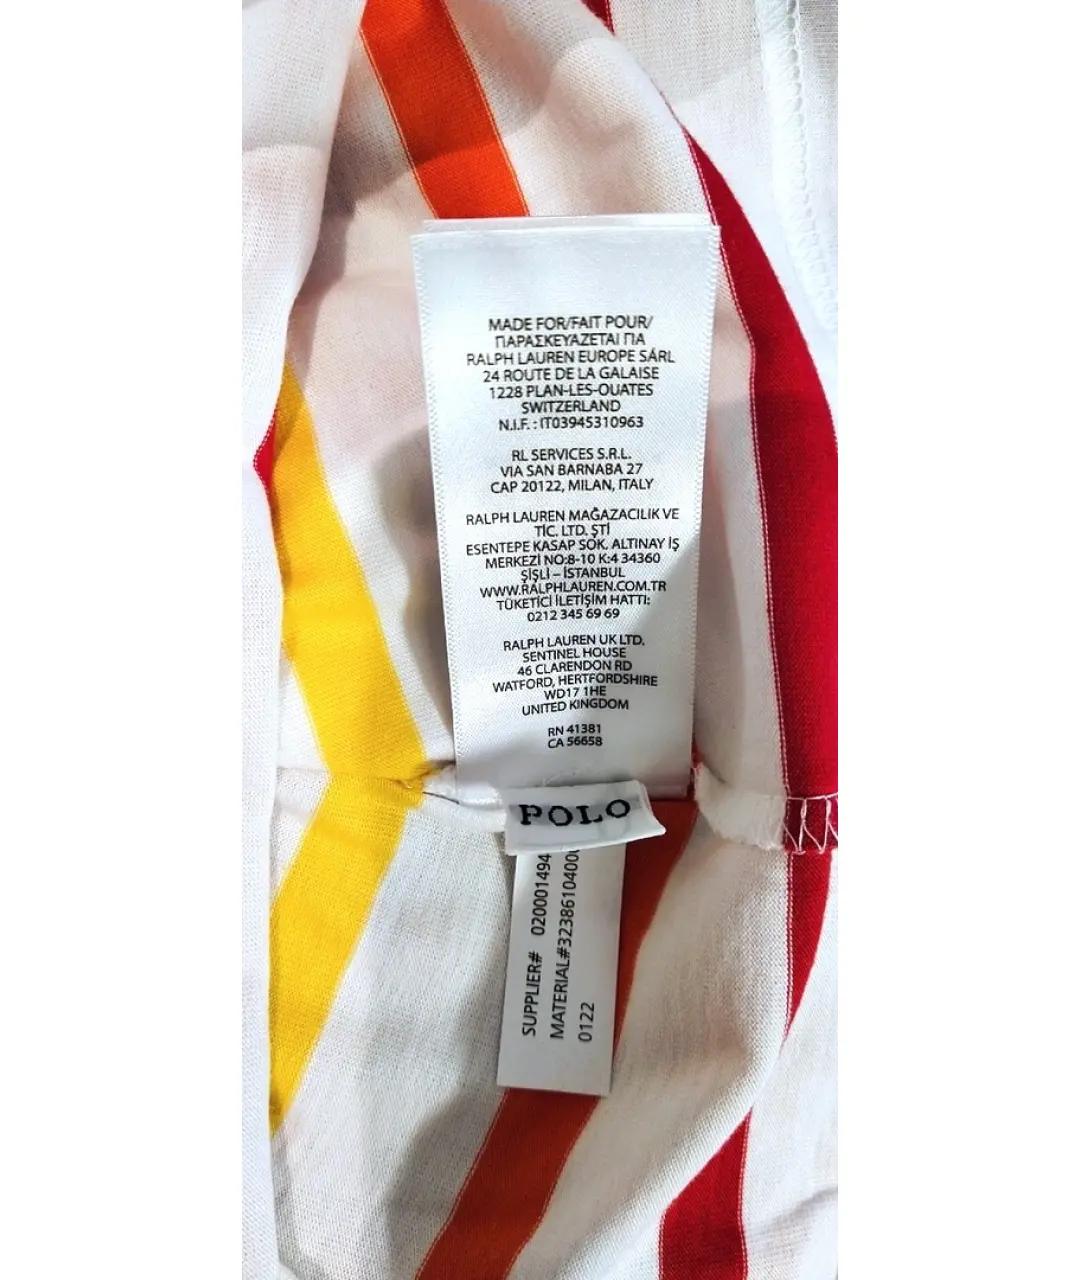 MADE FOR/FAIT POUR/
ΠΑΡΑΣΚΕΥΑΖΕΤΑΙ ΓΙΑ
RALPH LAUREN EUROPE SÁRL
24 ROUTE DE LA GALAISE
1228 PLAN-LES-OUATES
SWITZERLAND
N.I.F. : IT03945310963
RL SERVICES S.R.L.
VIA SAN BARNABA 27
CAP 20122, MILAN, ITALY
RALPH LAUREN MAĞAZACILIK VE
TİC. LTD. ŞTİ
ESENTEPE KASAP SOK. ALTINAY İŞ
MERKEZİ NO:8-10 K:4 34360
ŞİŞLİ – İSTANBUL
WWW.RALPHLAUREN.COM.TR
TÜKETİCİ İLETİŞİM HATTI:
0212 345 69 69
RALPH LAUREN UK LTD.
SENTINEL HOUSE
46 CLARENDON RD
WATFORD, HERTFORDSHIRE
WD17 1HE
UNITED KINGDOM
RN 41381
CA 56658
POLO
SUPPLIER# 020001494
MATERIAL#32386104000
0122